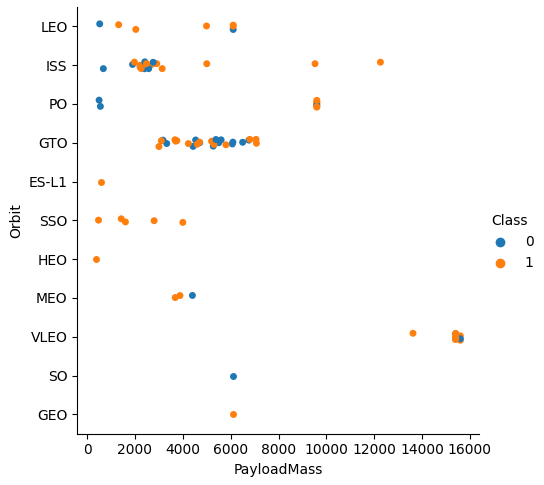 LEO
ISS
PO
GTO
ES-L1
SSO
HEO
MEO
VLEO
SO
GEO
Orbit
0 2000 4000 6000 8000 10000 12000 14000 16000
PayloadMass
Class
0
1